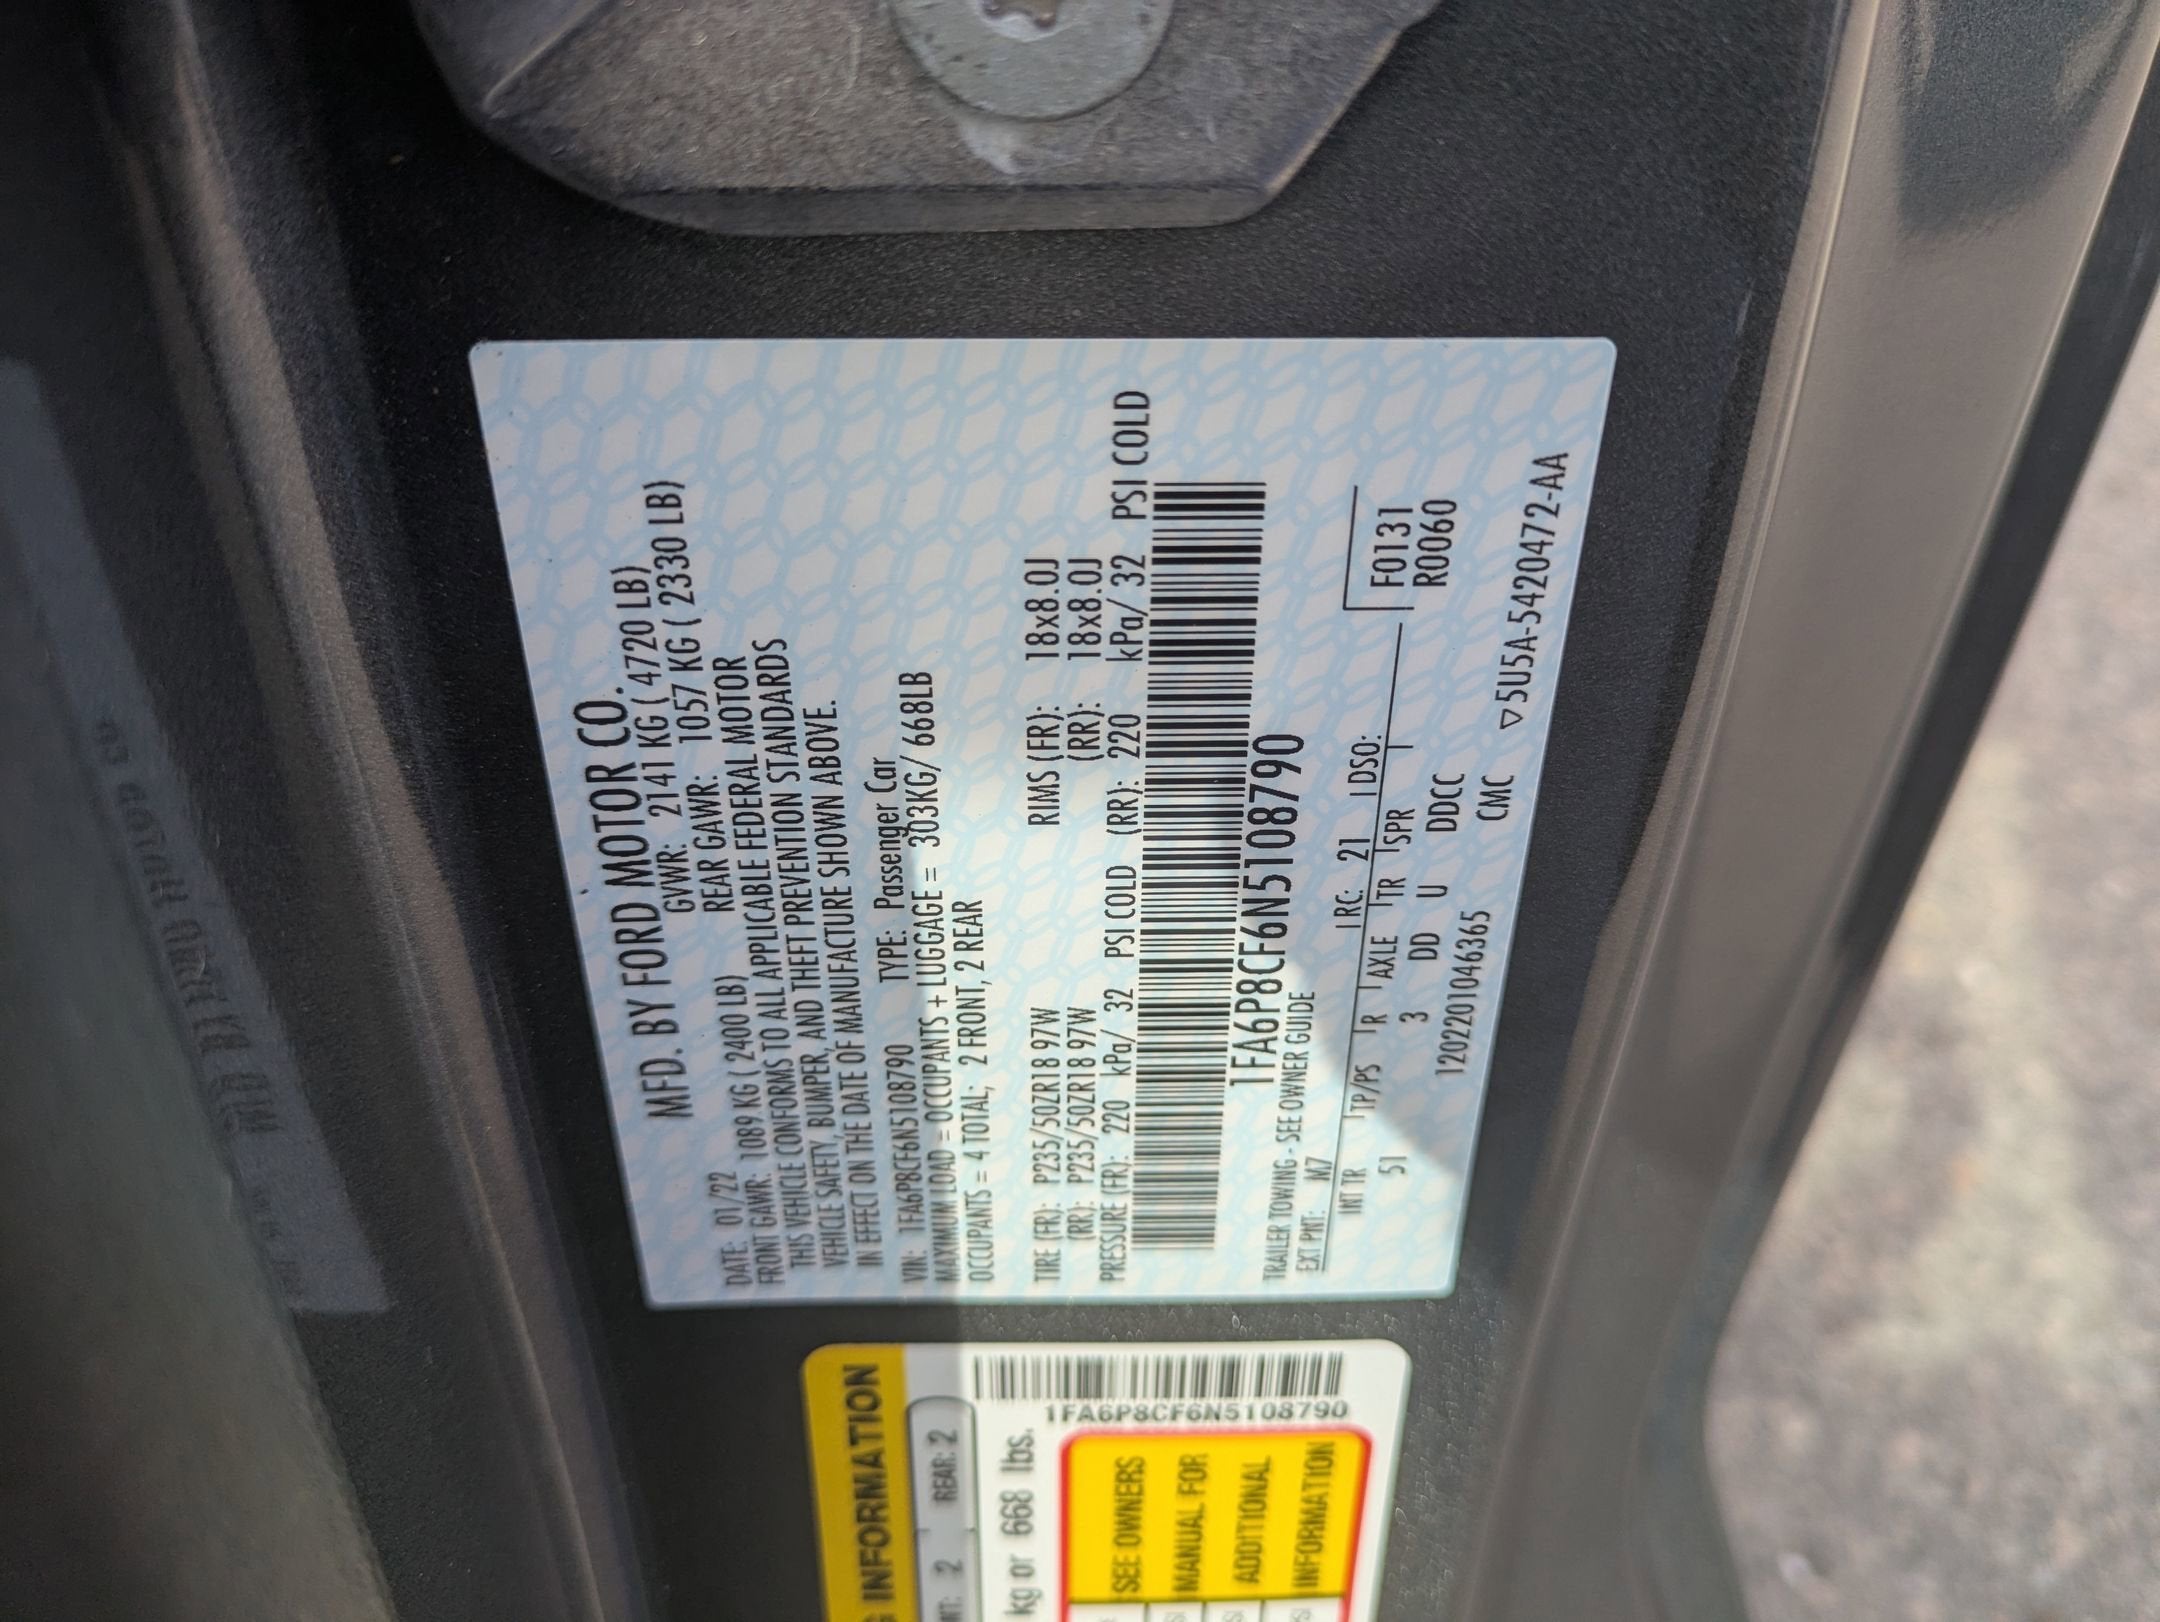 MFD. BY FORD MOTOR CO.
DATE: 01/22 GVWR: 2141 KG ( 4720 LB)
FRONT GAWR: 1089 KG ( 2400 LB) REAR GAWR: 1057 KG ( 2330 LB)
THIS VEHICLE CONFORMS TO ALL APPLICABLE FEDERAL MOTOR
VEHICLE SAFETY, BUMPER, AND THEFT PREVENTION STANDARDS
IN EFFECT ON THE DATE OF MANUFACTURE SHOWN ABOVE.
VIN: 1FA6P8CF6N5108790 TYPE: Passenger Car
MAXIMUM LOAD = OCCUPANTS + LUGGAGE = 303KG/ 668LB
OCCUPANTS = 4 TOTAL; 2 FRONT, 2 REAR
TIRE (FR): P235/50ZR18 97W RIMS (FR): 18x8.0J
(RR): P235/50ZR18 97W (RR): 18x8.0J
PRESSURE (FR): 220 kPa/ 32 PSI COLD (RR): 220 kPa/ 32 PSI COLD
1FA6P8CF6N5108790
TRAILER TOWING - SEE OWNER GUIDE
EXT PNT: M7 RC: 21 DSO:
INT TR TP/PS R AXLE TR SPR F0131
51 3 DD U DDCC R0060
1202201046365 CMC
▽5U5A-5420472-AA
INFORMATION
2 REAR: 2
kg or 668 lbs.
1FA6P8CF6N5108790
SEE OWNERS
MANUAL FOR
ADDITIONAL
INFORMATION